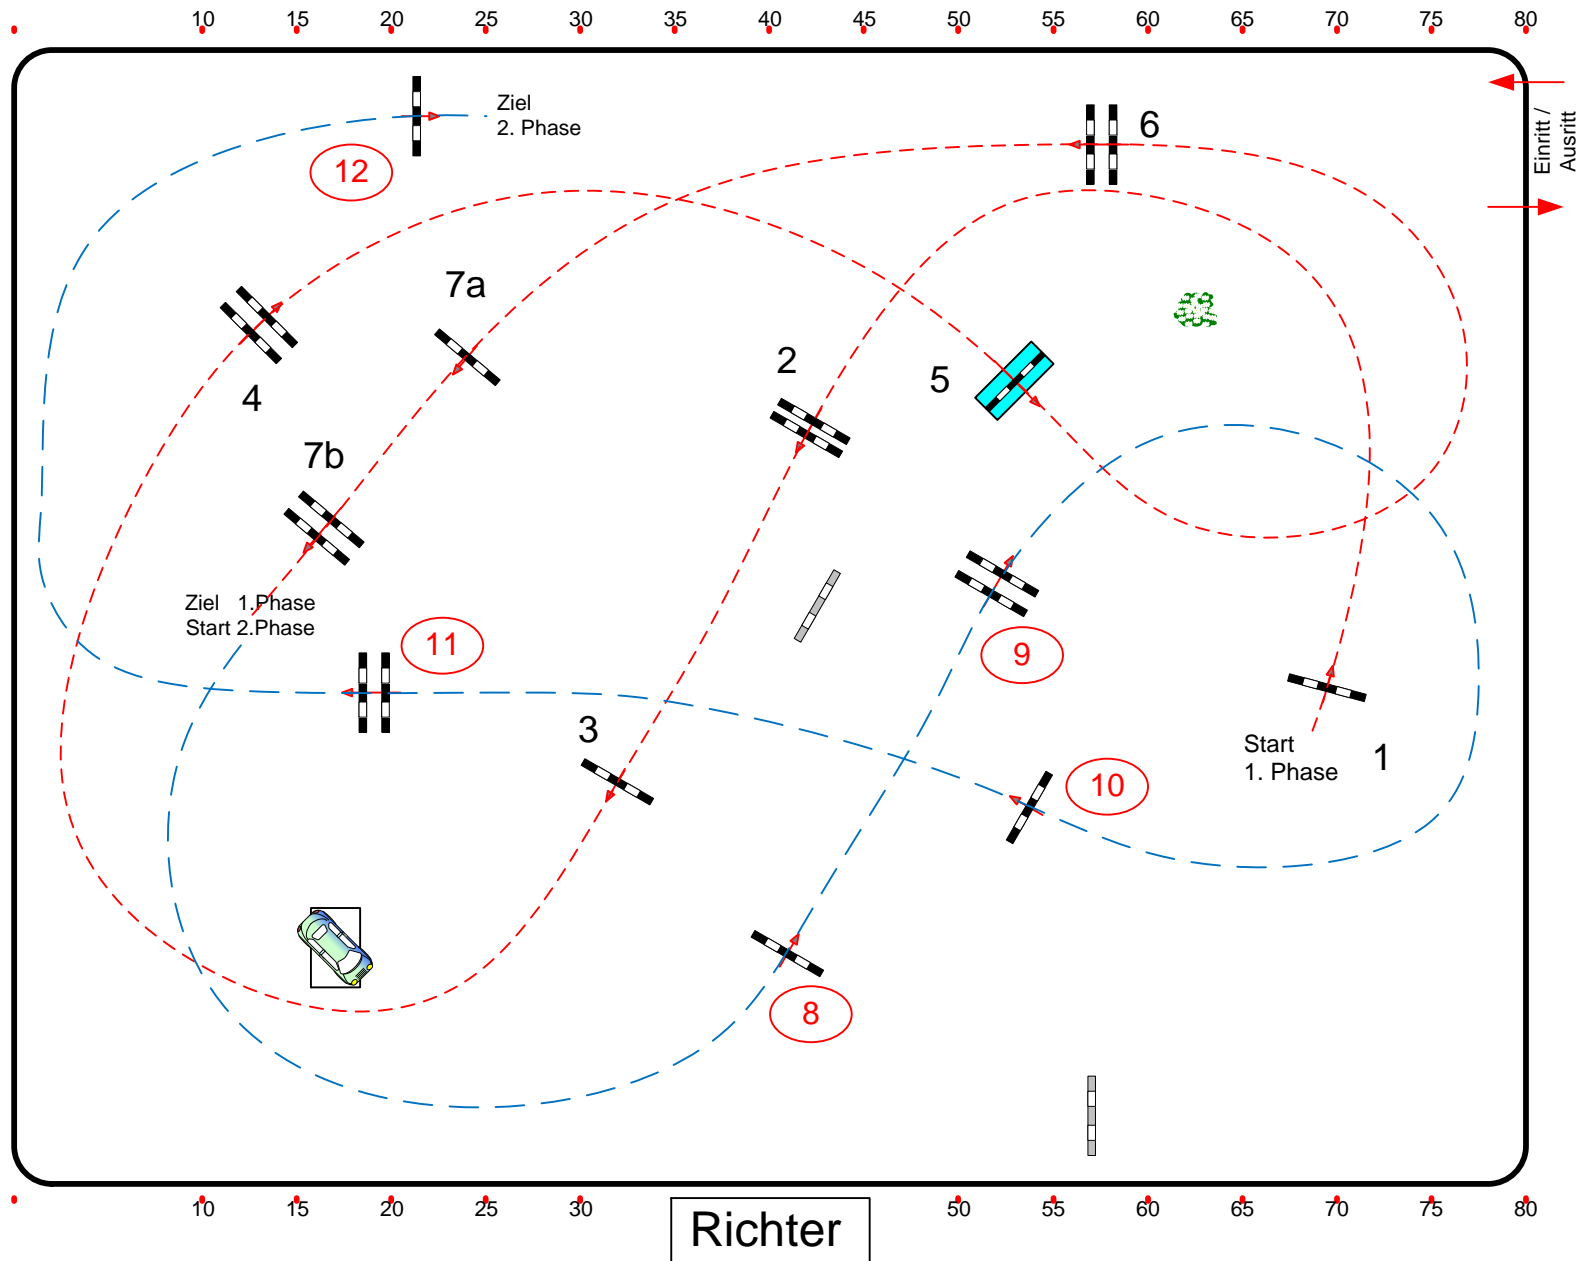 10 15 20 25 30 35 40 45 50 55 60 65 70 75 80
Ziel
2. Phase
6
Einritt /
Ausritt
12
7a
4
2
5
7b
Ziel 1.Phase
Start 2.Phase
11
9
3
Start
1. Phase
1
10
8
10 15 20 25 30 50 55 60 65 70 75 80
Richter